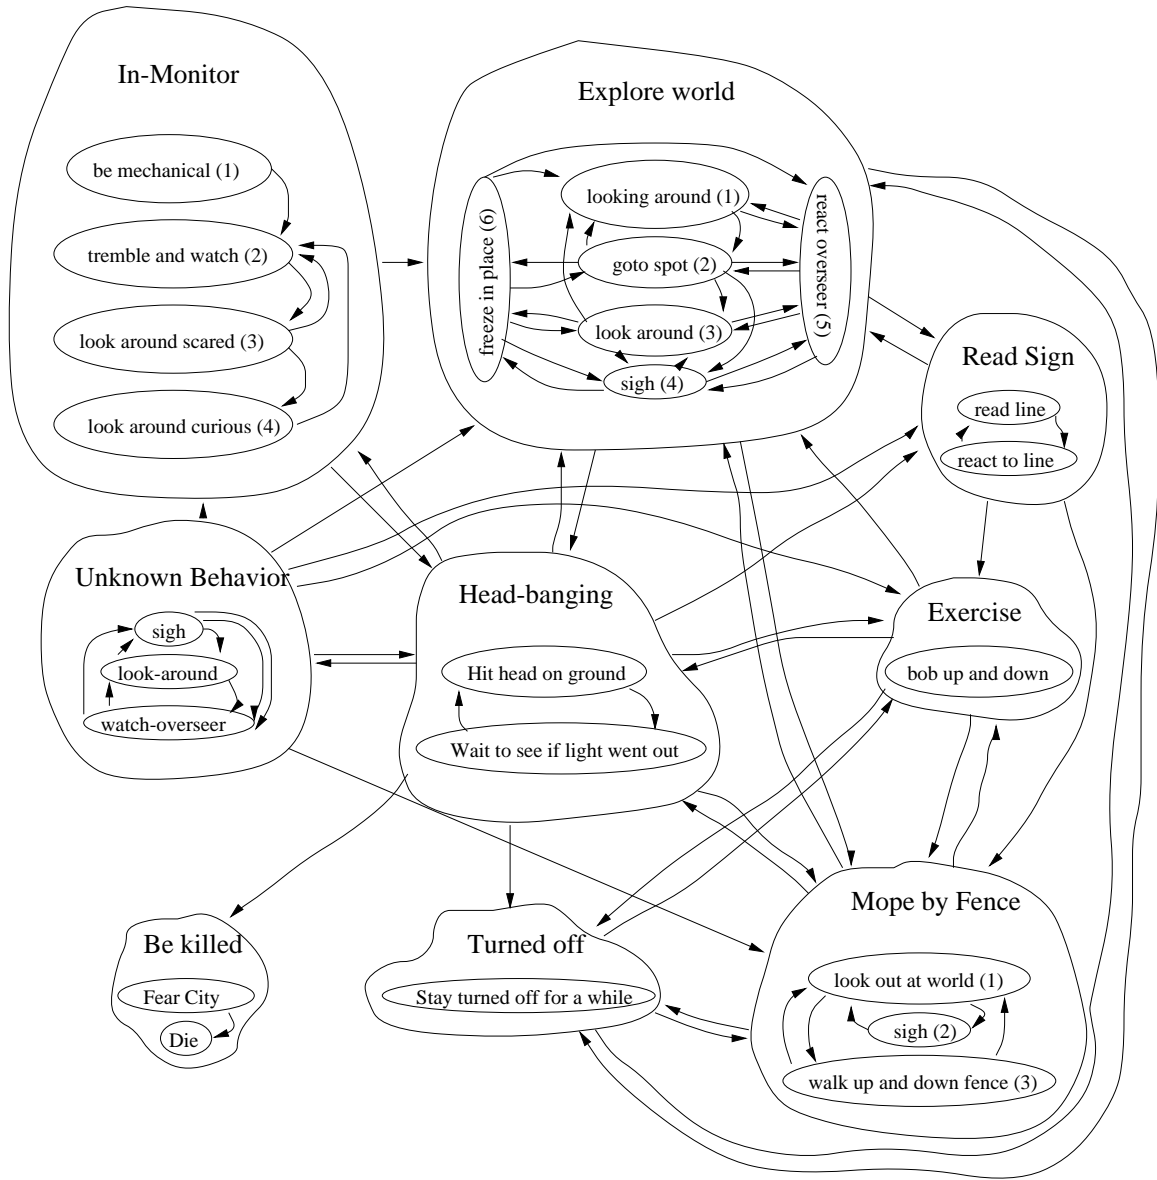 In-Monitor
be mechanical (1)
tremble and watch (2)
look around scared (3)
look around curious (4)
Explore world
freeze in place (6)
looking around (1)
goto spot (2)
look around (3)
sigh (4)
react overseer (5)
Read Sign
read line
react to line
Unknown Behavior
sigh
look-around
watch-overseer
Head-banging
Hit head on ground
Wait to see if light went out
Exercise
bob up and down
Be killed
Fear City
Die
Turned off
Stay turned off for a while
Mope by Fence
look out at world (1)
sigh (2)
walk up and down fence (3)